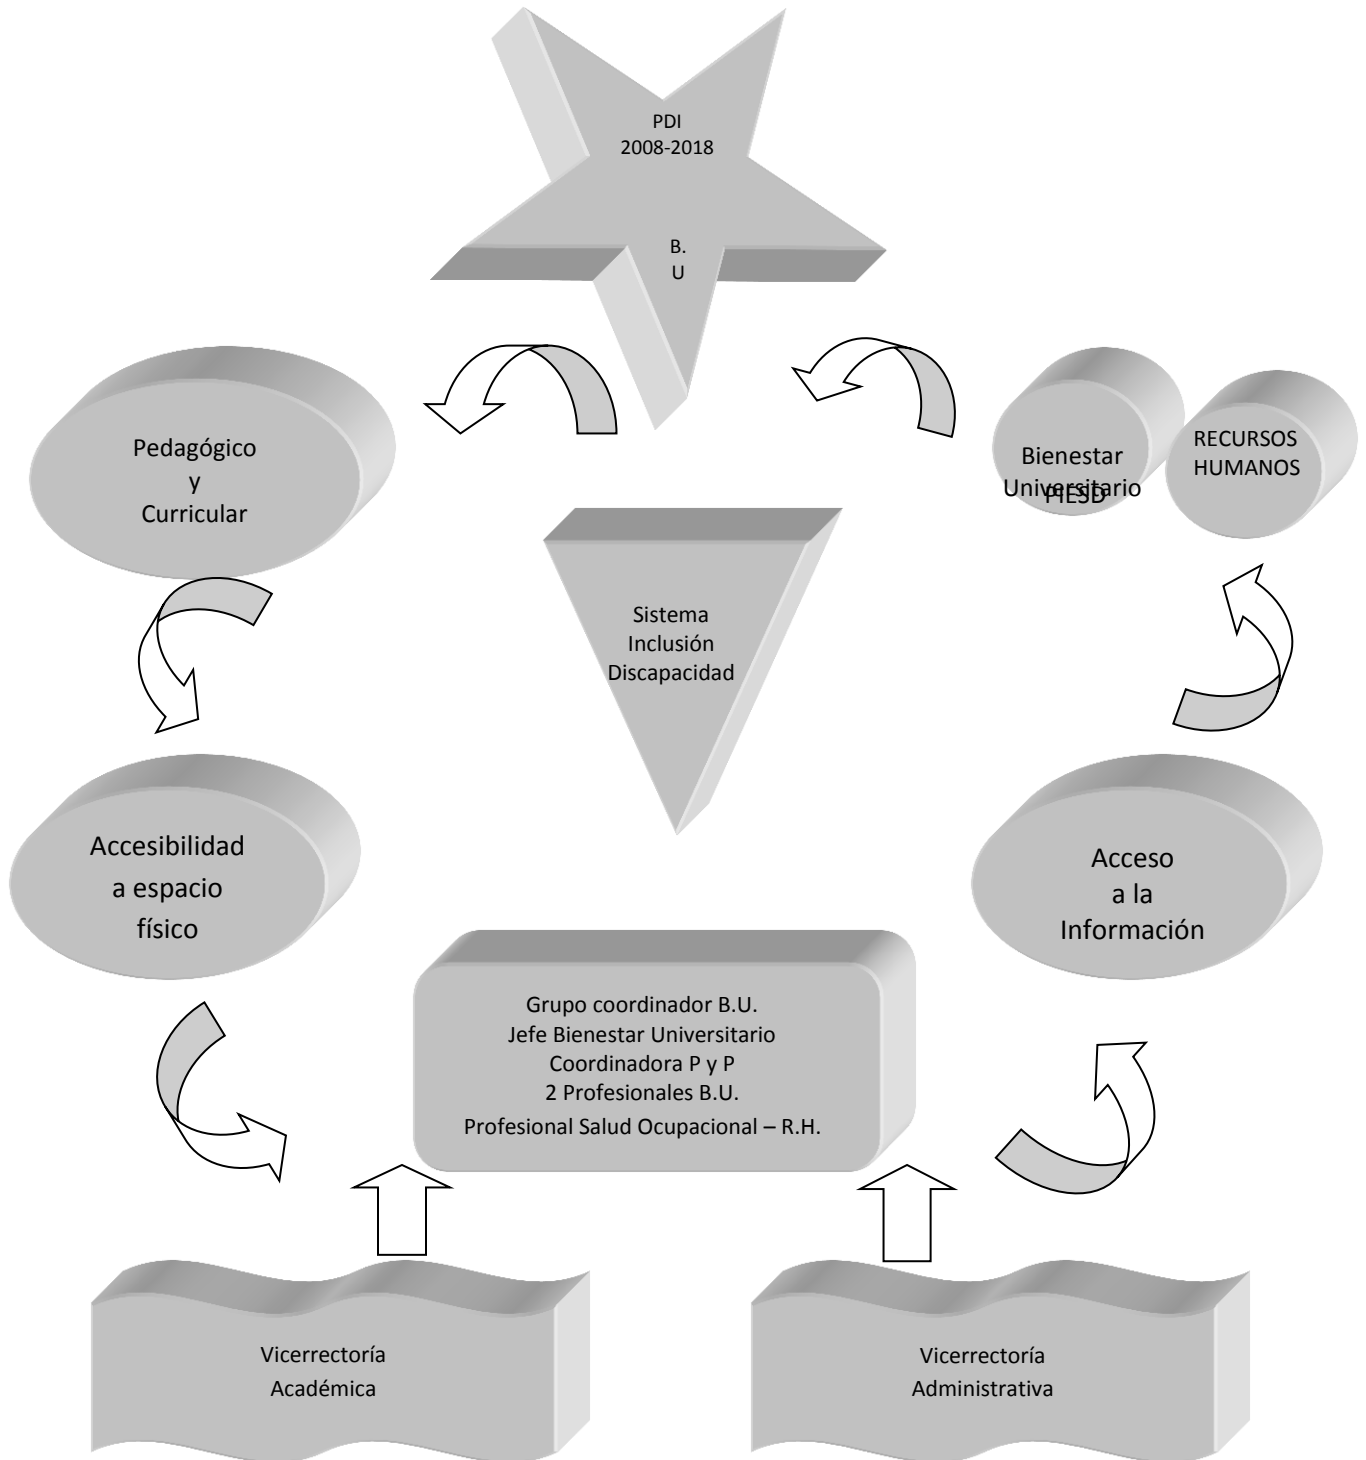 PDI
2008-2018
B.
U
Pedagógico
y
Curricular
Bienestar
Universitario
PIESD
RECURSOS
HUMANOS
Sistema
Inclusión
Discapacidad
Accesibilidad
a espacio
físico
Acceso
a la
Información
Grupo coordinador B.U.
Jefe Bienestar Universitario
Coordinadora P y P
2 Profesionales B.U.
Profesional Salud Ocupacional – R.H.
Vicerrectoría
Académica
Vicerrectoría
Administrativa